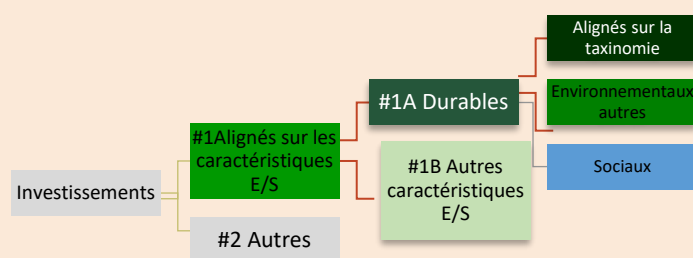 Investissements
#1Alignés sur les
caractéristiques
E/S
#2 Autres
#1A Durables
#1B Autres
caractéristiques
E/S
Alignés sur la
taxinomie
Environnementaux
autres
Sociaux